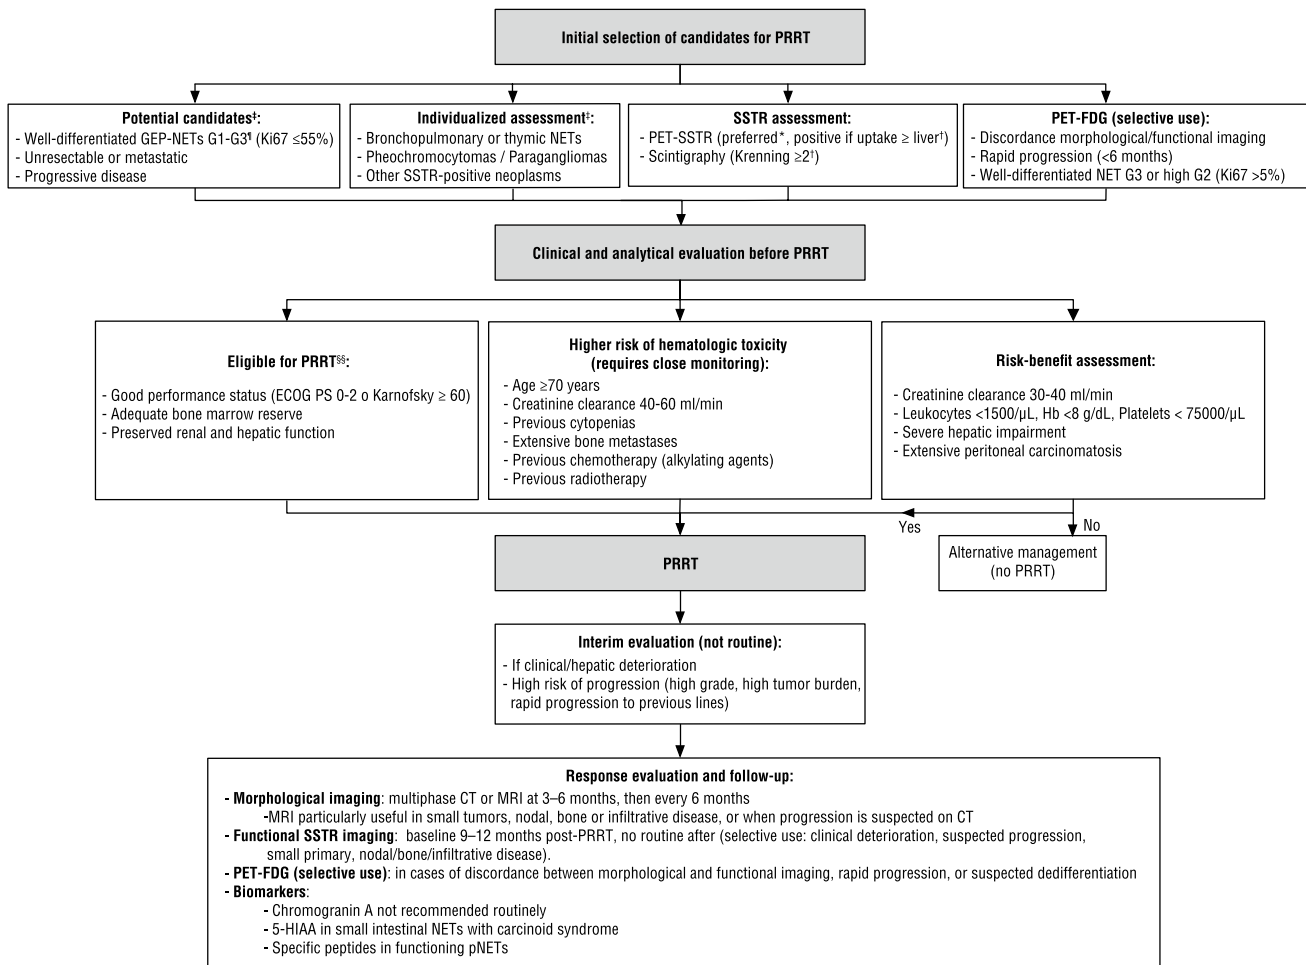 Initial selection of candidates for PRRT
Potential candidates‡:
- Well-differentiated GEP-NETs G1-G3¶ (Ki67 ≤55%)
- Unresectable or metastatic
- Progressive disease
Individualized assessment‡:
- Bronchopulmonary or thymic NETs
- Pheochromocytomas / Paragangliomas
- Other SSTR-positive neoplasms
SSTR assessment:
- PET-SSTR (preferred*, positive if uptake ≥ liver†)
- Scintigraphy (Krenning ≥2†)
PET-FDG (selective use):
- Discordance morphological/functional imaging
- Rapid progression (<6 months)
- Well-differentiated NET G3 or high G2 (Ki67 >5%)
Clinical and analytical evaluation before PRRT
Eligible for PRRT§§:
- Good performance status (ECOG PS 0-2 o Karnofsky ≥ 60)
- Adequate bone marrow reserve
- Preserved renal and hepatic function
Higher risk of hematologic toxicity
(requires close monitoring):
- Age ≥70 years
- Creatinine clearance 40-60 ml/min
- Previous cytopenias
- Extensive bone metastases
- Previous chemotherapy (alkylating agents)
- Previous radiotherapy
Risk-benefit assessment:
- Creatinine clearance 30-40 ml/min
- Leukocytes <1500/µL, Hb <8 g/dL, Platelets < 75000/µL
- Severe hepatic impairment
- Extensive peritoneal carcinomatosis
Yes
No
PRRT
Alternative management
(no PRRT)
Interim evaluation (not routine):
- If clinical/hepatic deterioration
- High risk of progression (high grade, high tumor burden,
rapid progression to previous lines)
Response evaluation and follow-up:
- Morphological imaging: multiphase CT or MRI at 3–6 months, then every 6 months
-MRI particularly useful in small tumors, nodal, bone or infiltrative disease, or when progression is suspected on CT
- Functional SSTR imaging: baseline 9–12 months post-PRRT, no routine after (selective use: clinical deterioration, suspected progression,
small primary, nodal/bone/infiltrative disease).
- PET-FDG (selective use): in cases of discordance between morphological and functional imaging, rapid progression, or suspected dedifferentiation
- Biomarkers:
- Chromogranin A not recommended routinely
- 5-HIAA in small intestinal NETs with carcinoid syndrome
- Specific peptides in functioning pNETs